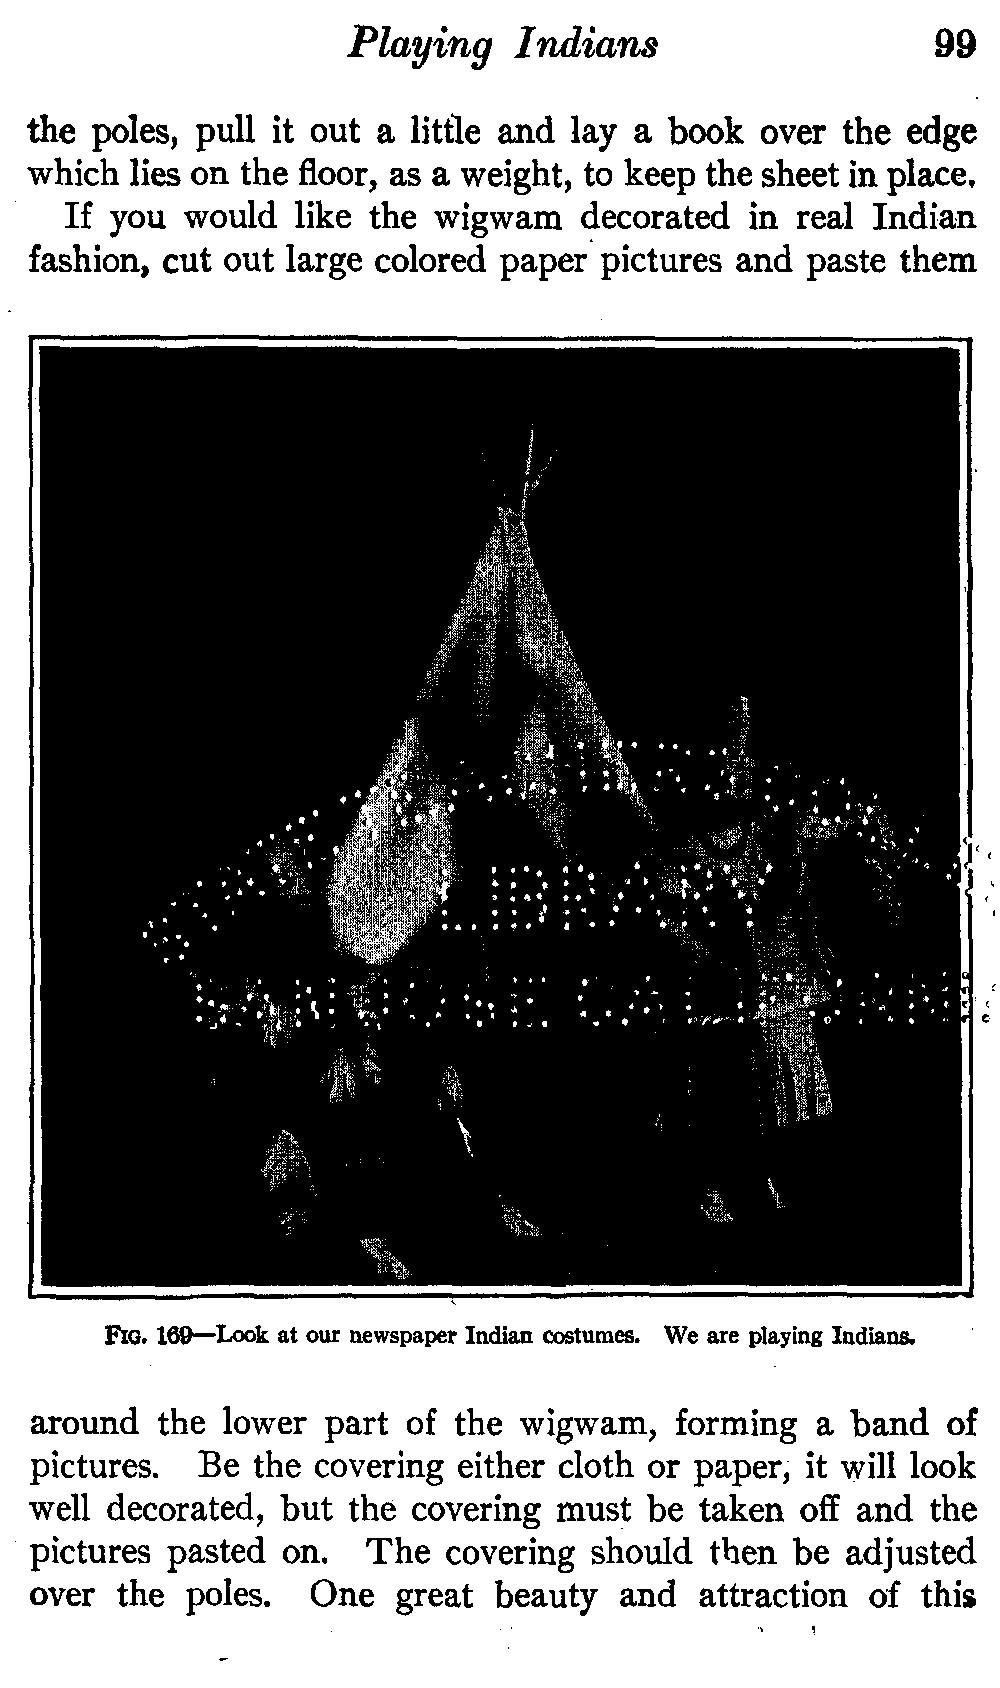 Playing Indians 99
the poles, pull it out a little and lay a book over the edge
which lies on the floor, as a weight, to keep the sheet in place.
If you would like the wigwam decorated in real Indian
fashion, cut out large colored paper pictures and paste them
LIBRARY
FIG. 169—Look at our newspaper Indian costumes. We are playing Indians.
around the lower part of the wigwam, forming a band of
pictures. Be the covering either cloth or paper, it will look
well decorated, but the covering must be taken off and the
pictures pasted on. The covering should then be adjusted
over the poles. One great beauty and attraction of this